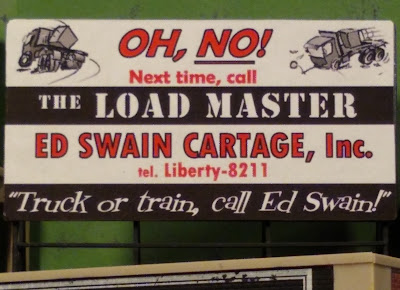 OH, NO!
Next time, call
THE LOAD MASTER
ED SWAIN CARTAGE, Inc.
tel. Liberty-8211
"Truck or train, call Ed Swain!"